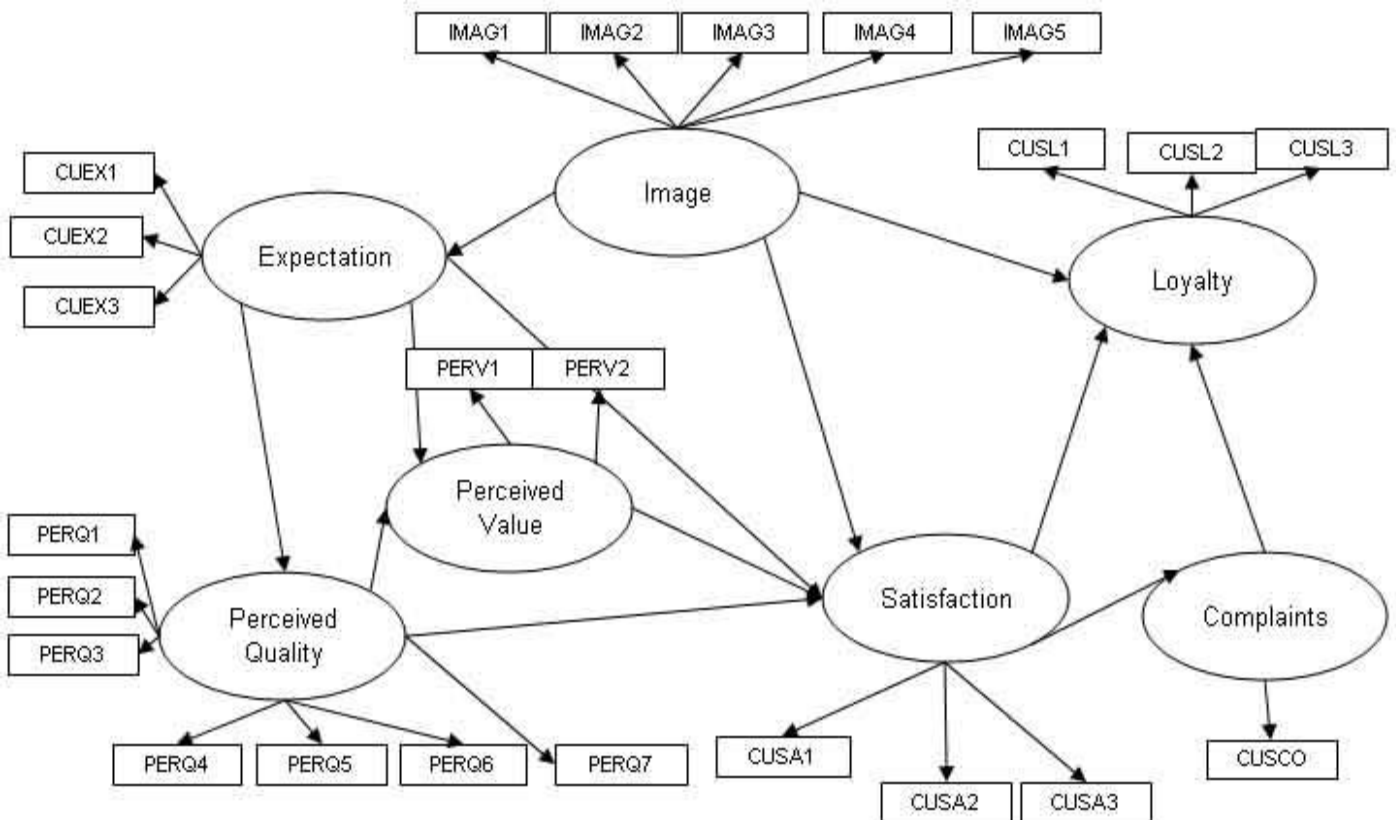 IMAG1
IMAG2
IMAG3
IMAG4
IMAG5
CUSL1
CUSL2
CUSL3
CUEX1
CUEX2
CUEX3
Image
Expectation
Loyalty
PERV1
PERV2
Perceived
Value
PERQ1
PERQ2
PERQ3
Perceived
Quality
Satisfaction
Complaints
PERQ4
PERQ5
PERQ6
PERQ7
CUSA1
CUSA2
CUSA3
CUSCO